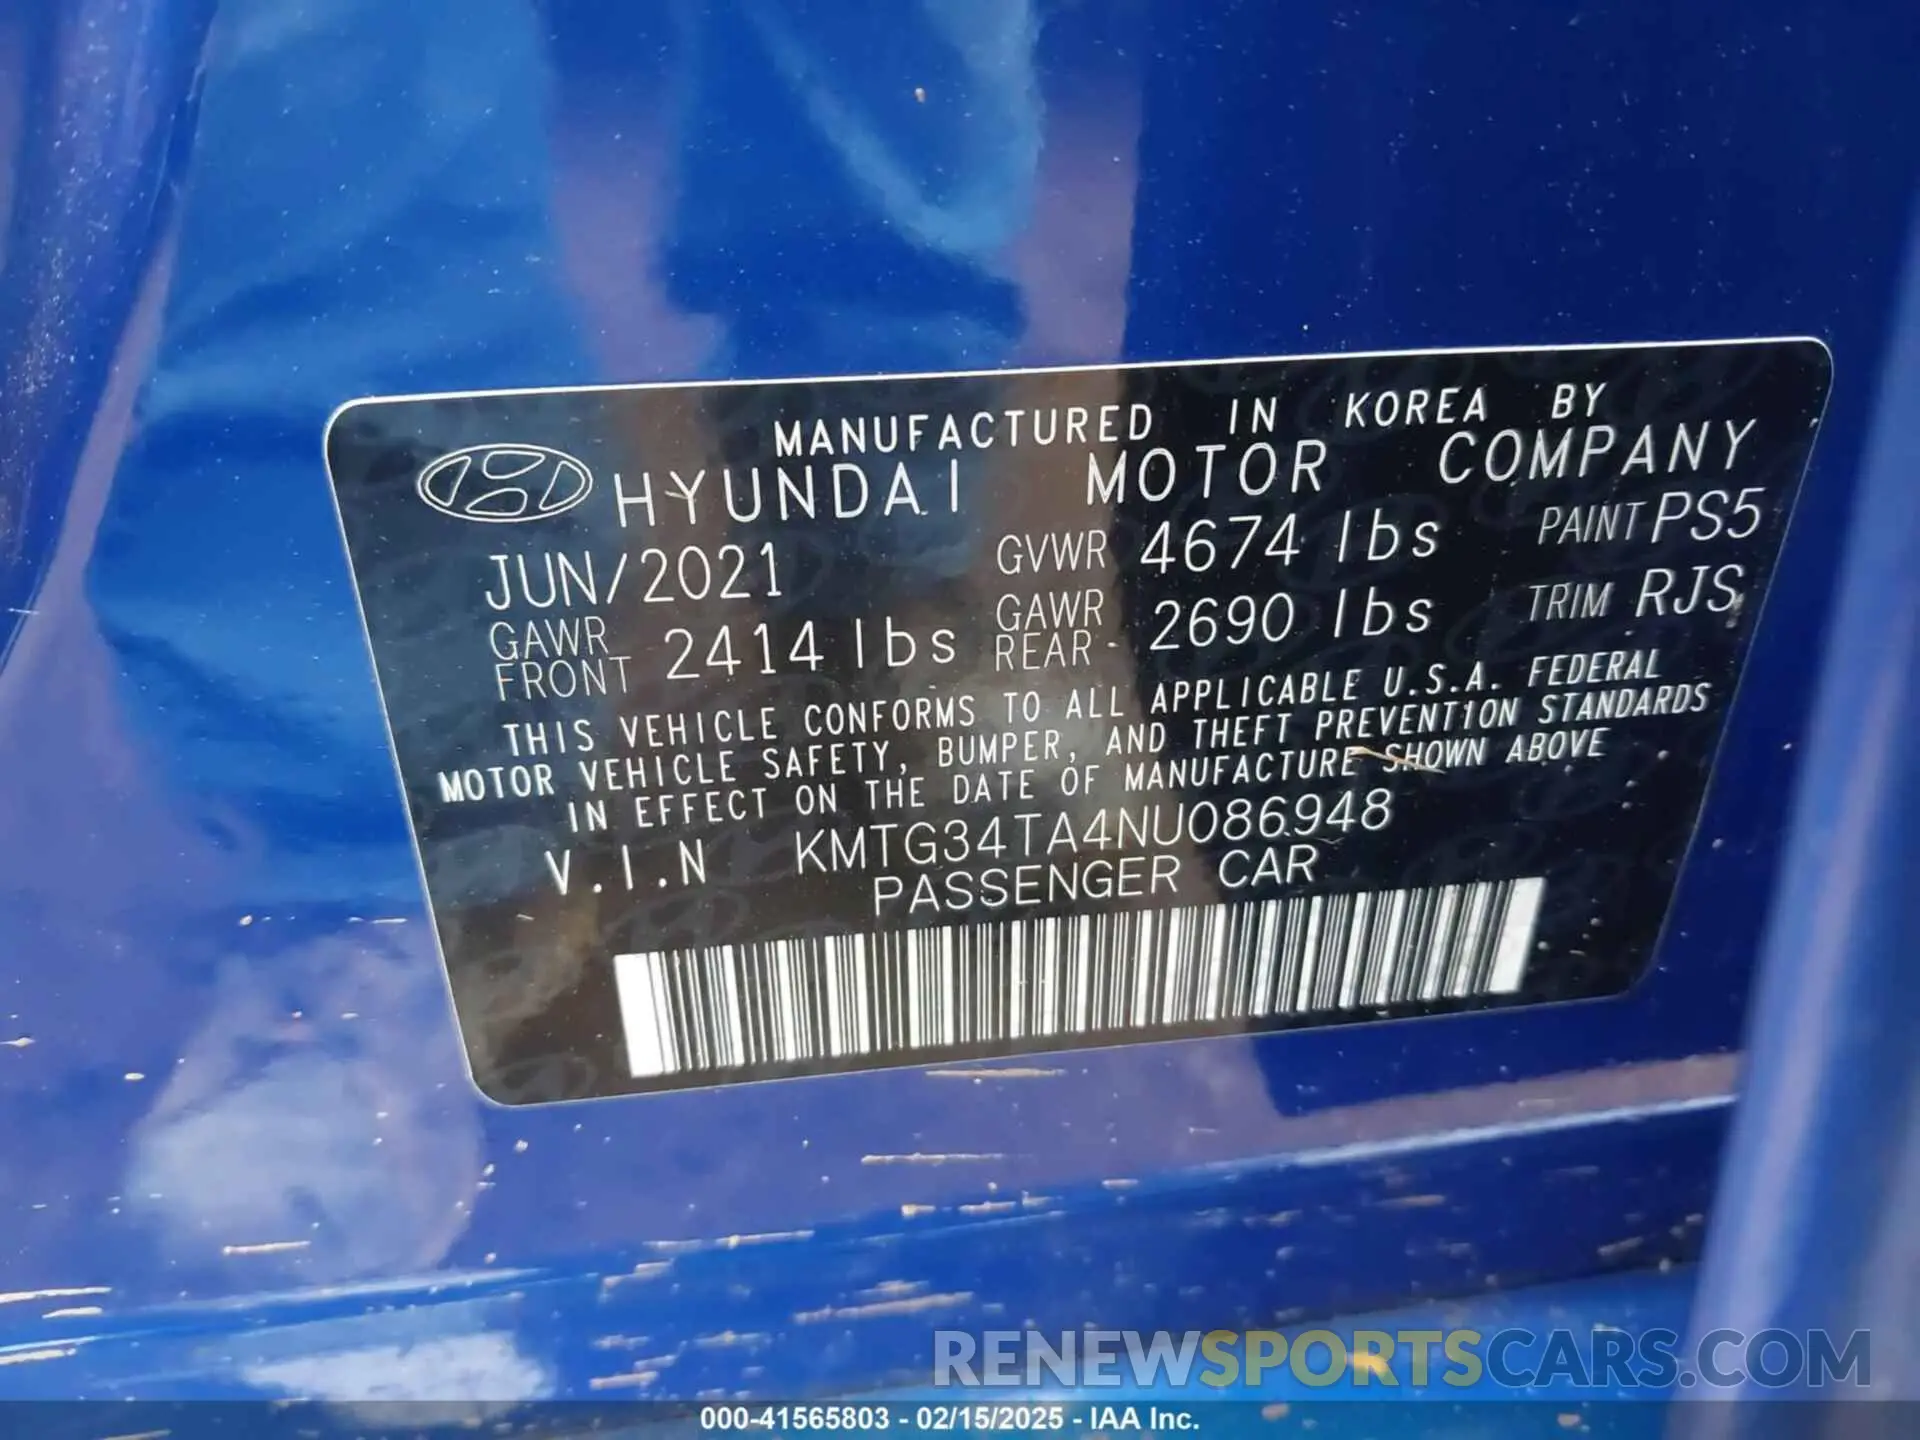 MANUFACTURED IN KOREA BY
HYUNDAI MOTOR COMPANY
JUN/2021 GVWR 4674 lbs PAINT PS5
GAWR FRONT 2414 lbs GAWR REAR 2690 lbs TRIM RJS
THIS VEHICLE CONFORMS TO ALL APPLICABLE U.S.A. FEDERAL
MOTOR VEHICLE SAFETY, BUMPER, AND THEFT PREVENTION STANDARDS
IN EFFECT ON THE DATE OF MANUFACTURE SHOWN ABOVE
V.I.N KMTG34TA4NU086948
PASSENGER CAR
RENEWSPORTSCARS.COM
000-41565803 - 02/15/2025 - IAA Inc.